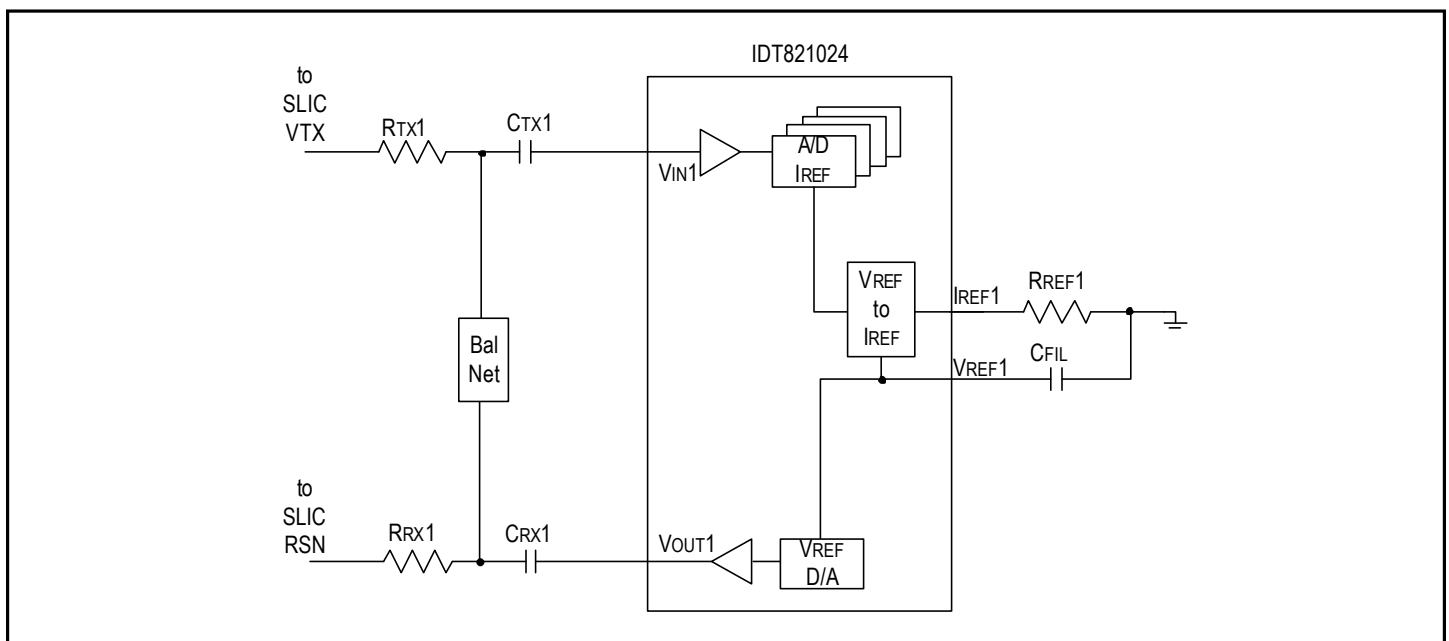 IDT821024
to
SLIC
VTX
RTX1
CTX1
VIN1
A/D
IREF
VREF
to
IREF
IREF1
RREF1
CFIL
VREF1
Bal
Net
to
SLIC
RSN
RRX1
CRX1
VOUT1
VREF
D/A